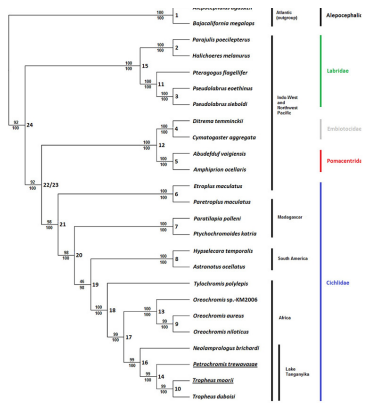 Bajacalifornia megalops
Parajulis poecilepterus
Halichoeres melanurus
Pteragogus flagellifer
Pseudolabrus eoethinus
Pseudolabrus sieboldi
Ditrema temminckii
Cymatogaster aggregata
Abudefduf vaigiensis
Amphiprion ocellaris
Etroplus maculatus
Paretroplus maculatus
Paratilapia polleni
Ptychochromoides katria
Hypselecara temporalis
Astronotus ocellatus
Tylochromis polylepis
Oreochromis sp.-KM2006
Oreochromis aureus
Oreochromis niloticus
Neolamprologus brichardi
Petrochromis trewavasae
Tropheus moorii
Tropheus duboisi
Atlantic
(outgroup)
Indo-West
and
Northwest
Pacific
Madagascar
South America
Africa
Lake
Tanganyika
Alepocephalis
Labridae
Embiotocidae
Pomacentrids
Cichlidae
1
2
15
11
3
24
4
12
5
22/23
6
21
7
20
8
19
18
13
9
17
16
14
10